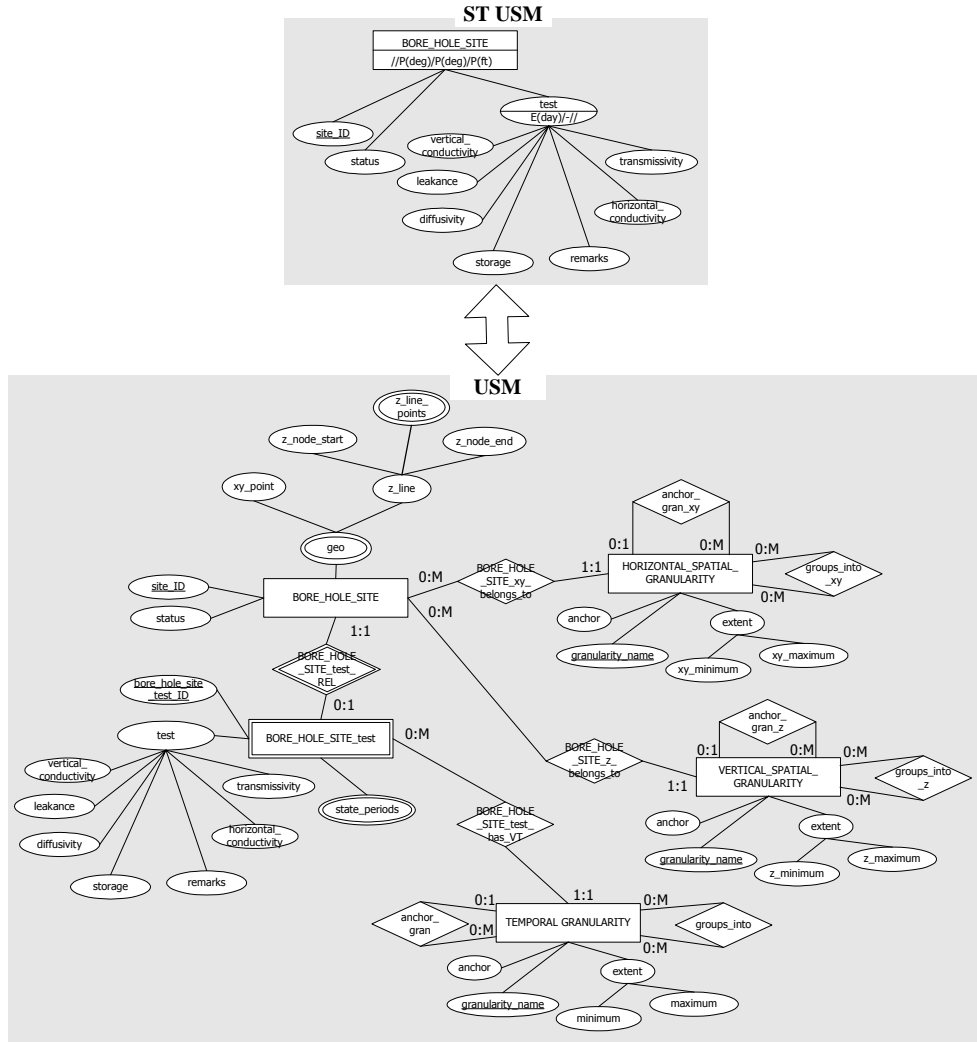 ST USM
BORE_HOLE_SITE
//P(deg)/P(deg)/P(ft)
test
E(day)/-//
site_ID
status
vertical_
conductivity
transmissivity
leakance
diffusivity
horizontal_
conductivity
storage
remarks
USM
z_line_
points
z_node_start
z_node_end
xy_point
z_line
geo
anchor_
gran_xy
0:1
0:M
0:M
groups_into
_xy
0:M
BORE_HOLE
_SITE_xy_
belongs_to
0:M
1:1
HORIZONTAL_SPATIAL_
GRANULARITY
site_ID
status
BORE_HOLE_SITE
0:M
anchor
granularity_name
extent
xy_minimum
xy_maximum
1:1
BORE_HOLE
_SITE_test_
REL
0:1
bore_hole_site
_test_ID
BORE_HOLE_SITE_test
0:M
test
vertical_
conductivity
transmissivity
leakance
diffusivity
horizontal_
conductivity
storage
remarks
state_periods
BORE_HOLE
_SITE_z_
belongs_to
1:1
anchor_
gran_z
0:1
0:M
0:M
groups_into
_z
0:M
VERTICAL_SPATIAL_
GRANULARITY
anchor
granularity_name
extent
z_minimum
z_maximum
BORE_HOLE
_SITE_test_
has_VT
1:1
anchor_
gran
0:1
0:M
TEMPORAL GRANULARITY
0:M
groups_into
0:M
anchor
granularity_name
extent
minimum
maximum